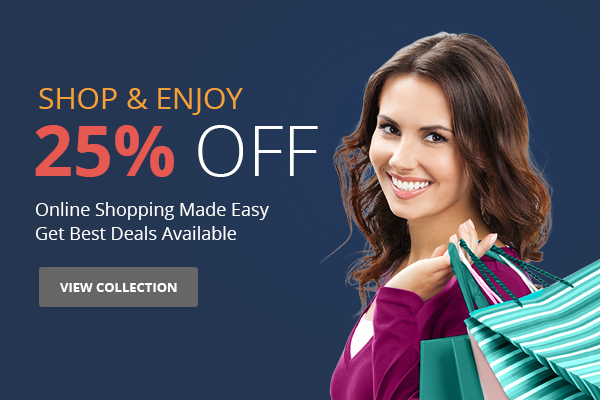 SHOP & ENJOY
25% OFF
Online Shopping Made Easy
Get Best Deals Available
VIEW COLLECTION